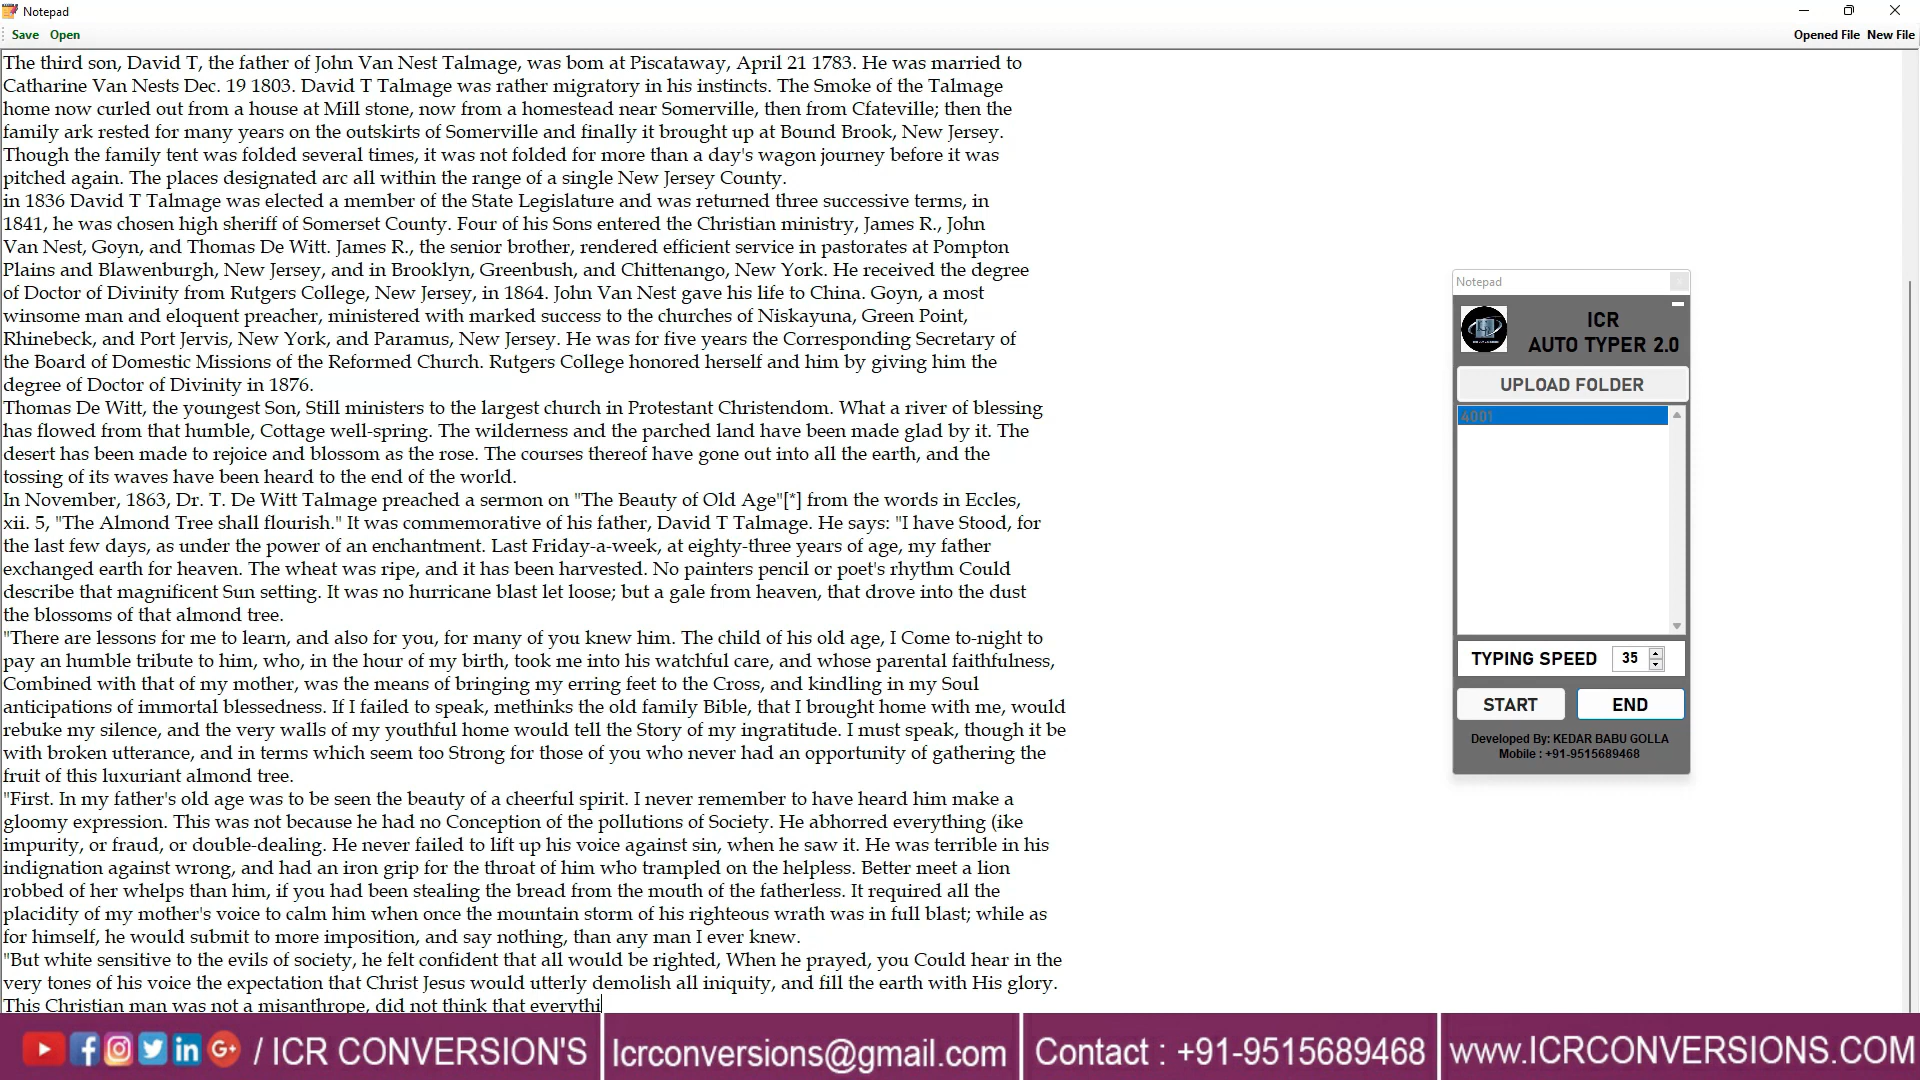 Notepad
Save Open
Opened File New File
The third son, David T, the father of John Van Nest Talmage, was bom at Piscataway, April 21 1783. He was married to
Catharine Van Nests Dec. 19 1803. David T Talmage was rather migratory in his instincts. The Smoke of the Talmage
home now curled out from a house at Mill stone, now from a homestead near Somerville, then from Cfateville; then the
family ark rested for many years on the outskirts of Somerville and finally it brought up at Bound Brook, New Jersey.
Though the family tent was folded several times, it was not folded for more than a day's wagon journey before it was
pitched again. The places designated arc all within the range of a single New Jersey County.
in 1836 David T Talmage was elected a member of the State Legislature and was returned three successive terms, in
1841, he was chosen high sheriff of Somerset County. Four of his Sons entered the Christian ministry, James R., John
Van Nest, Goyn, and Thomas De Witt. James R., the senior brother, rendered efficient service in pastorates at Pompton
Plains and Blawenburgh, New Jersey, and in Brooklyn, Greenbush, and Chittenango, New York. He received the degree
of Doctor of Divinity from Rutgers College, New Jersey, in 1864. John Van Nest gave his life to China. Goyn, a most
winsome man and eloquent preacher, ministered with marked success to the churches of Niskayuna, Green Point,
Rhinebeck, and Port Jervis, New York, and Paramus, New Jersey. He was for five years the Corresponding Secretary of
the Board of Domestic Missions of the Reformed Church. Rutgers College honored herself and him by giving him the
degree of Doctor of Divinity in 1876.
Thomas De Witt, the youngest Son, Still ministers to the largest church in Protestant Christendom. What a river of blessing
has flowed from that humble, Cottage well-spring. The wilderness and the parched land have been made glad by it. The
desert has been made to rejoice and blossom as the rose. The courses thereof have gone out into all the earth, and the
tossing of its waves have been heard to the end of the world.
In November, 1863, Dr. T. De Witt Talmage preached a sermon on "The Beauty of Old Age"[*] from the words in Eccles,
xii. 5, "The Almond Tree shall flourish." It was commemorative of his father, David T Talmage. He says: "I have Stood, for
the last few days, as under the power of an enchantment. Last Friday-a-week, at eighty-three years of age, my father
exchanged earth for heaven. The wheat was ripe, and it has been harvested. No painters pencil or poet's rhythm Could
describe that magnificent Sun setting. It was no hurricane blast let loose; but a gale from heaven, that drove into the dust
the blossoms of that almond tree.
"There are lessons for me to learn, and also for you, for many of you knew him. The child of his old age, I Come to-night to
pay an humble tribute to him, who, in the hour of my birth, took me into his watchful care, and whose parental faithfulness,
Combined with that of my mother, was the means of bringing my erring feet to the Cross, and kindling in my Soul
anticipations of immortal blessedness. If I failed to speak, methinks the old family Bible, that I brought home with me, would
rebuke my silence, and the very walls of my youthful home would tell the Story of my ingratitude. I must speak, though it be
with broken utterance, and in terms which seem too Strong for those of you who never had an opportunity of gathering the
fruit of this luxuriant almond tree.
"First. In my father's old age was to be seen the beauty of a cheerful spirit. I never remember to have heard him make a
gloomy expression. This was not because he had no Conception of the pollutions of Society. He abhorred everything (ike
impurity, or fraud, or double-dealing. He never failed to lift up his voice against sin, when he saw it. He was terrible in his
indignation against wrong, and had an iron grip for the throat of him who trampled on the helpless. Better meet a lion
robbed of her whelps than him, if you had been stealing the bread from the mouth of the fatherless. It required all the
placidity of my mother's voice to calm him when once the mountain storm of his righteous wrath was in full blast; while as
for himself, he would submit to more imposition, and say nothing, than any man I ever knew.
"But white sensitive to the evils of society, he felt confident that all would be righted, When he prayed, you Could hear in the
very tones of his voice the expectation that Christ Jesus would utterly demolish all iniquity, and fill the earth with His glory.
This Christian man was not a misanthrope, did not think that everythi
Notepad
ICR
AUTO TYPER 2.0
UPLOAD FOLDER
4001
TYPING SPEED 35
START END
Developed By: KEDAR BABU GOLLA
Mobile : +91-9515689468
/ ICR CONVERSION'S Icrconversions@gmail.com Contact : +91-9515689468 www.ICRCONVERSIONS.COM